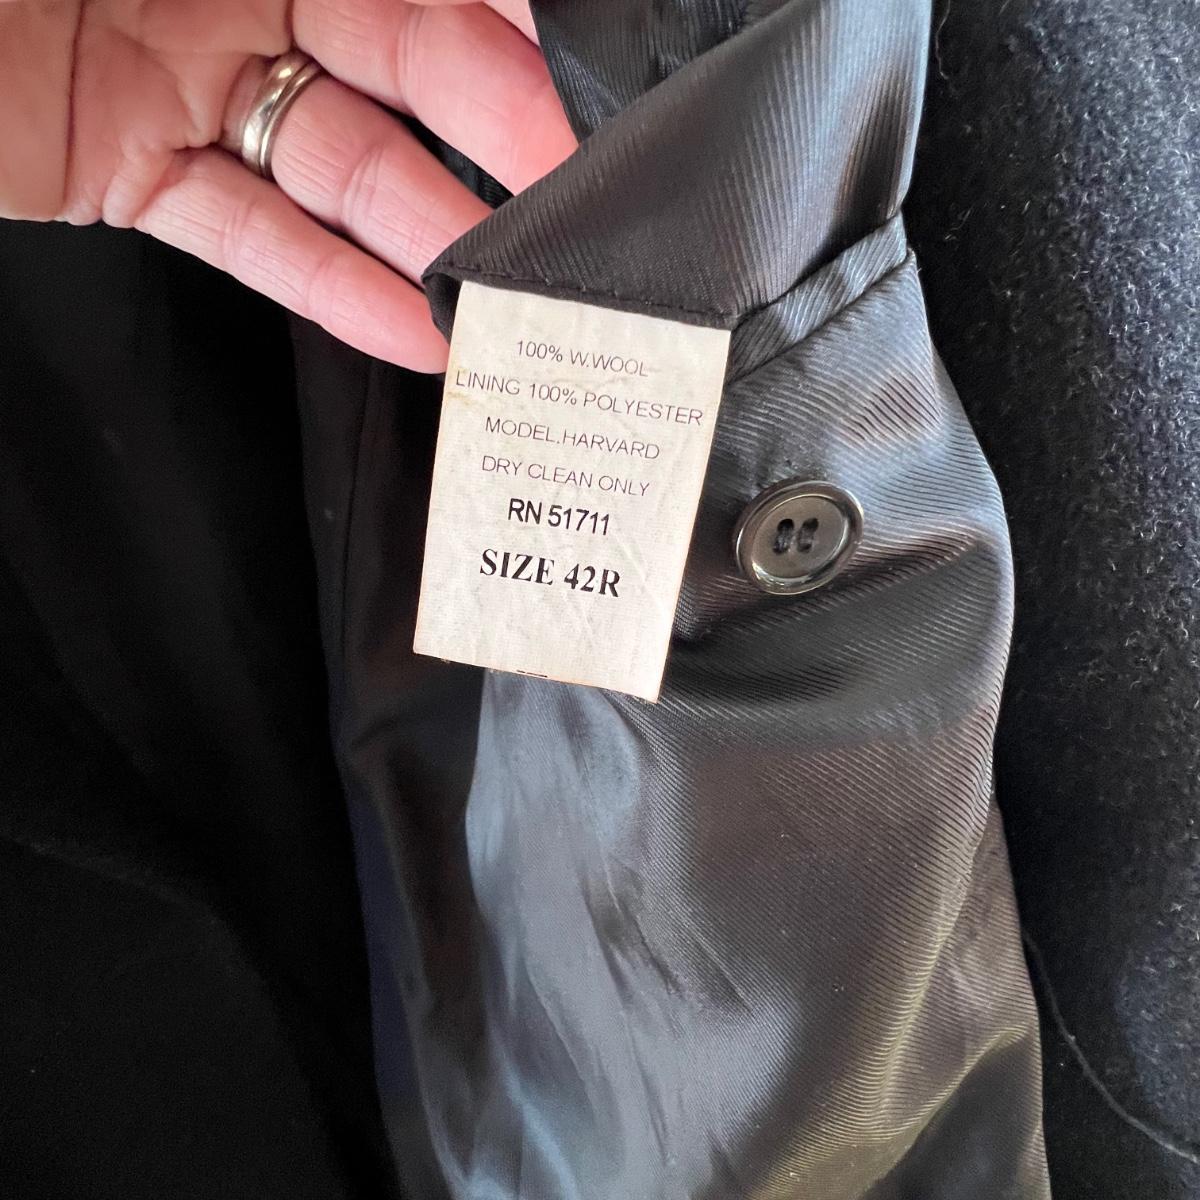 100% W.WOOL
LINING 100% POLYESTER
MODEL.HARVARD
DRY CLEAN ONLY
RN 51711
SIZE 42R